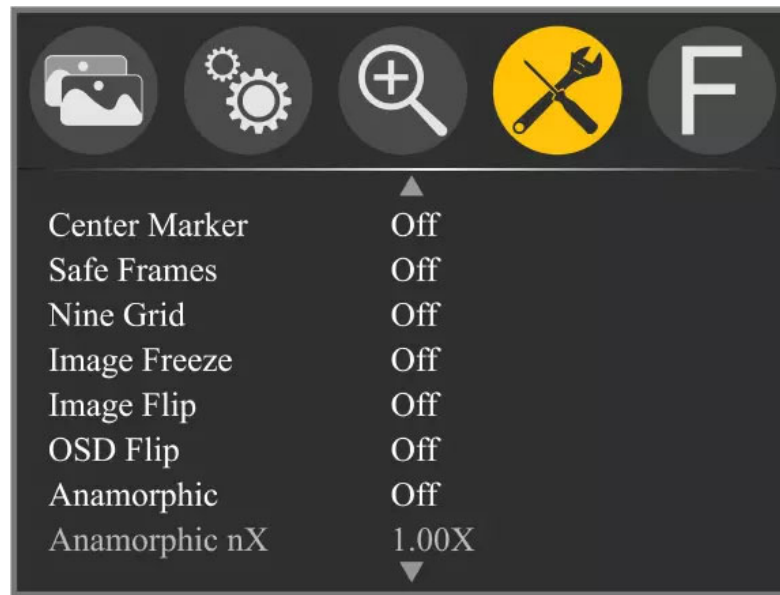 F
Center Marker Off
Safe Frames Off
Nine Grid Off
Image Freeze Off
Image Flip Off
OSD Flip Off
Anamorphic Off
Anamorphic nX 1.00X